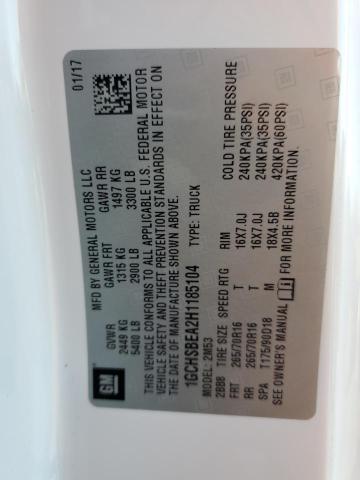 GM
MFD BY GENERAL MOTORS LLC
01/17
GVWR GAWR FRT GAWR RR
2449 KG 1315 KG 1497 KG
5400 LB 2900 LB 3300 LB
THIS VEHICLE CONFORMS TO ALL APPLICABLE U.S. FEDERAL MOTOR
VEHICLE SAFETY AND THEFT PREVENTION STANDARDS IN EFFECT ON
THE DATE OF MANUFACTURE SHOWN ABOVE.
1GCHSBEA2H1185104 TYPE: TRUCK
MODEL: 2M53
2BBB TIRE SIZE SPEED RTG RIM COLD TIRE PRESSURE
FRT 265/70R16 T 16X7.0J 240KPA(35PSI)
RR 265/70R16 T 16X7.0J 240KPA(35PSI)
SPA T175/90D18 M 18X4.5B 420KPA(60PSI)
SEE OWNER'S MANUAL FOR MORE INFORMATION.